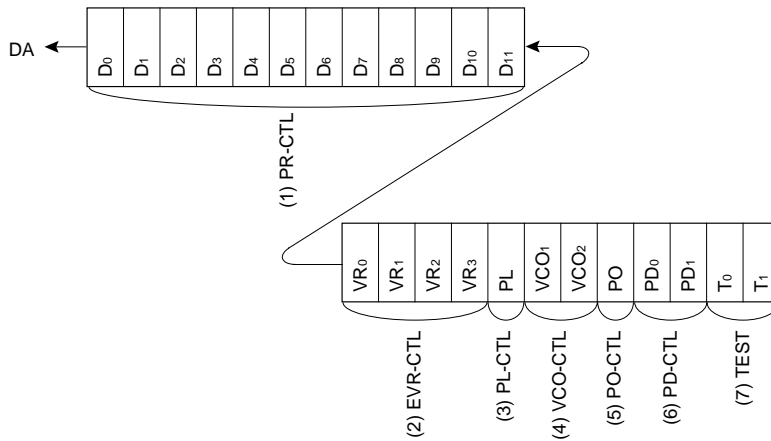 DA
D0 D1 D2 D3 D4 D5 D6 D7 D8 D9 D10 D11
(1) PR-CTL
VR0 VR1 VR2 VR3 PL VCO1 VCO2 PO PD0 PD1 T0 T1
(2) EVR-CTL
(3) PL-CTL
(4) VCO-CTL
(5) PO-CTL
(6) PD-CTL
(7) TEST